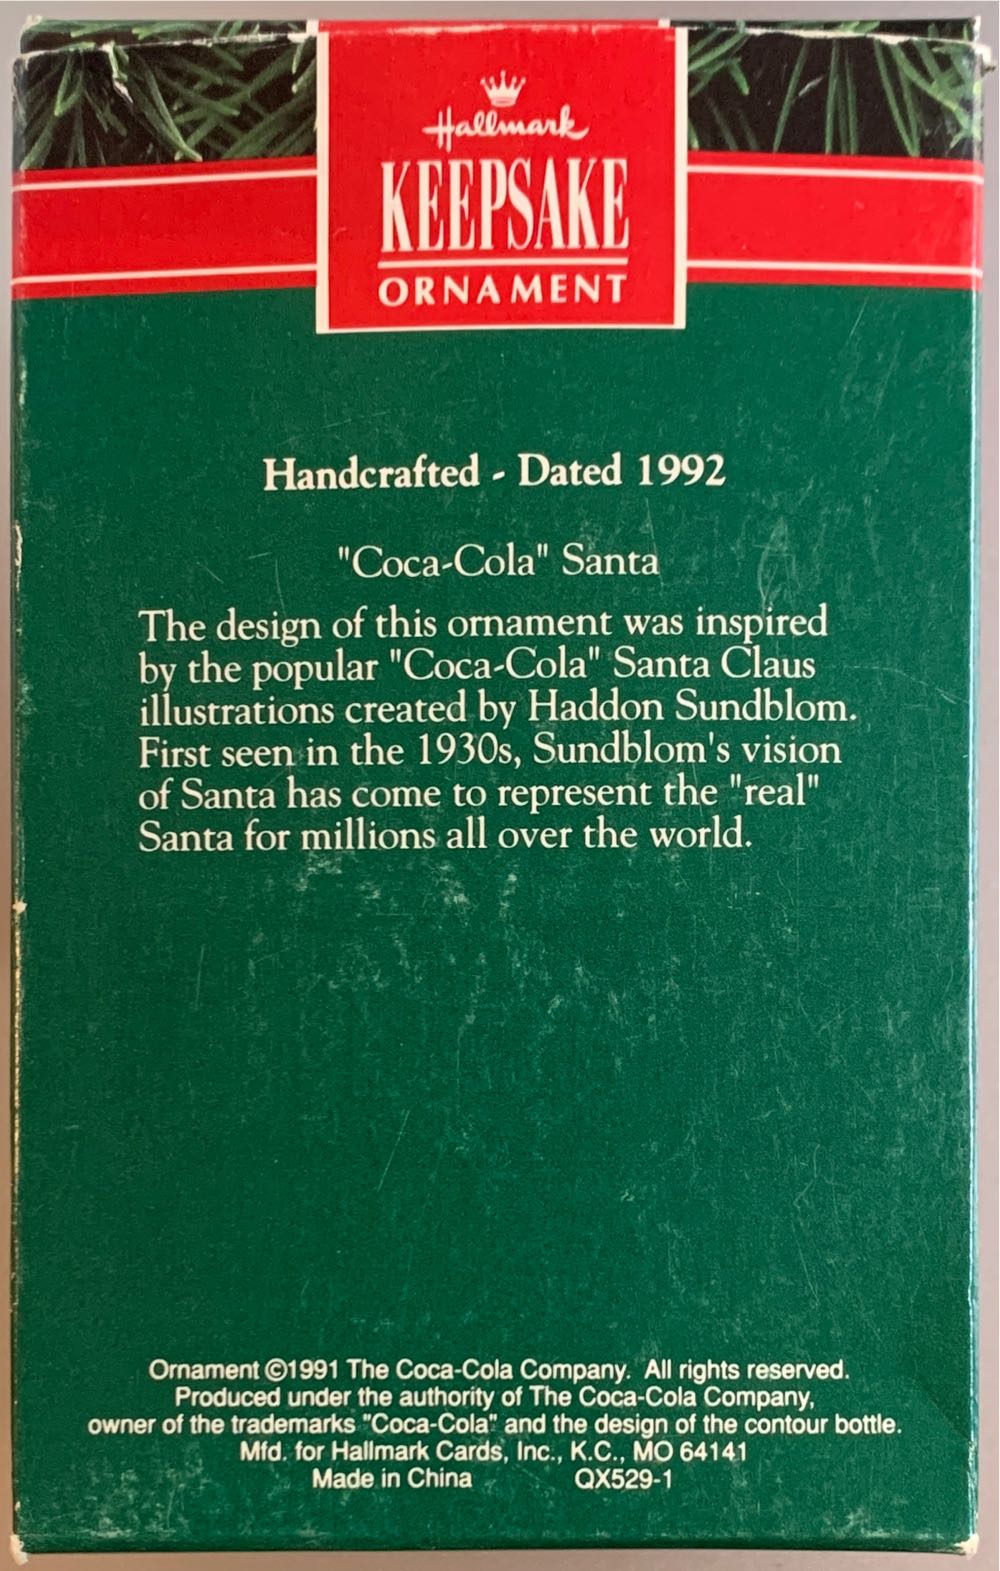 Hallmark
KEEPSAKE
ORNAMENT
Handcrafted - Dated 1992
"Coca-Cola" Santa
The design of this ornament was inspired
by the popular "Coca-Cola" Santa Claus
illustrations created by Haddon Sundblom.
First seen in the 1930s, Sundblom's vision
of Santa has come to represent the "real"
Santa for millions all over the world.
Ornament ©1991 The Coca-Cola Company. All rights reserved.
Produced under the authority of The Coca-Cola Company,
owner of the trademarks "Coca-Cola" and the design of the contour bottle.
Mfd. for Hallmark Cards, Inc., K.C., MO 64141
Made in China QX529-1